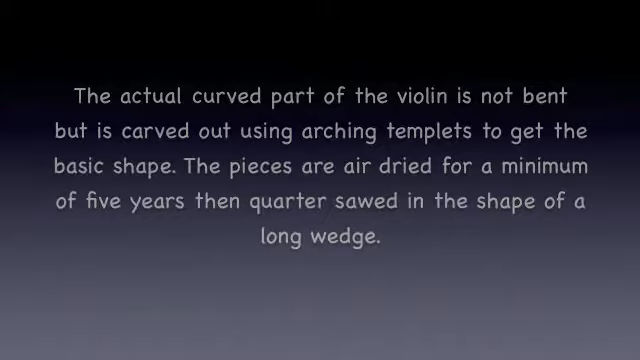 The actual curved part of the violin is not bent
but is carved out using arching templets to get the
basic shape. The pieces are air dried for a minimum
of five years then quarter sawed in the shape of a
long wedge.